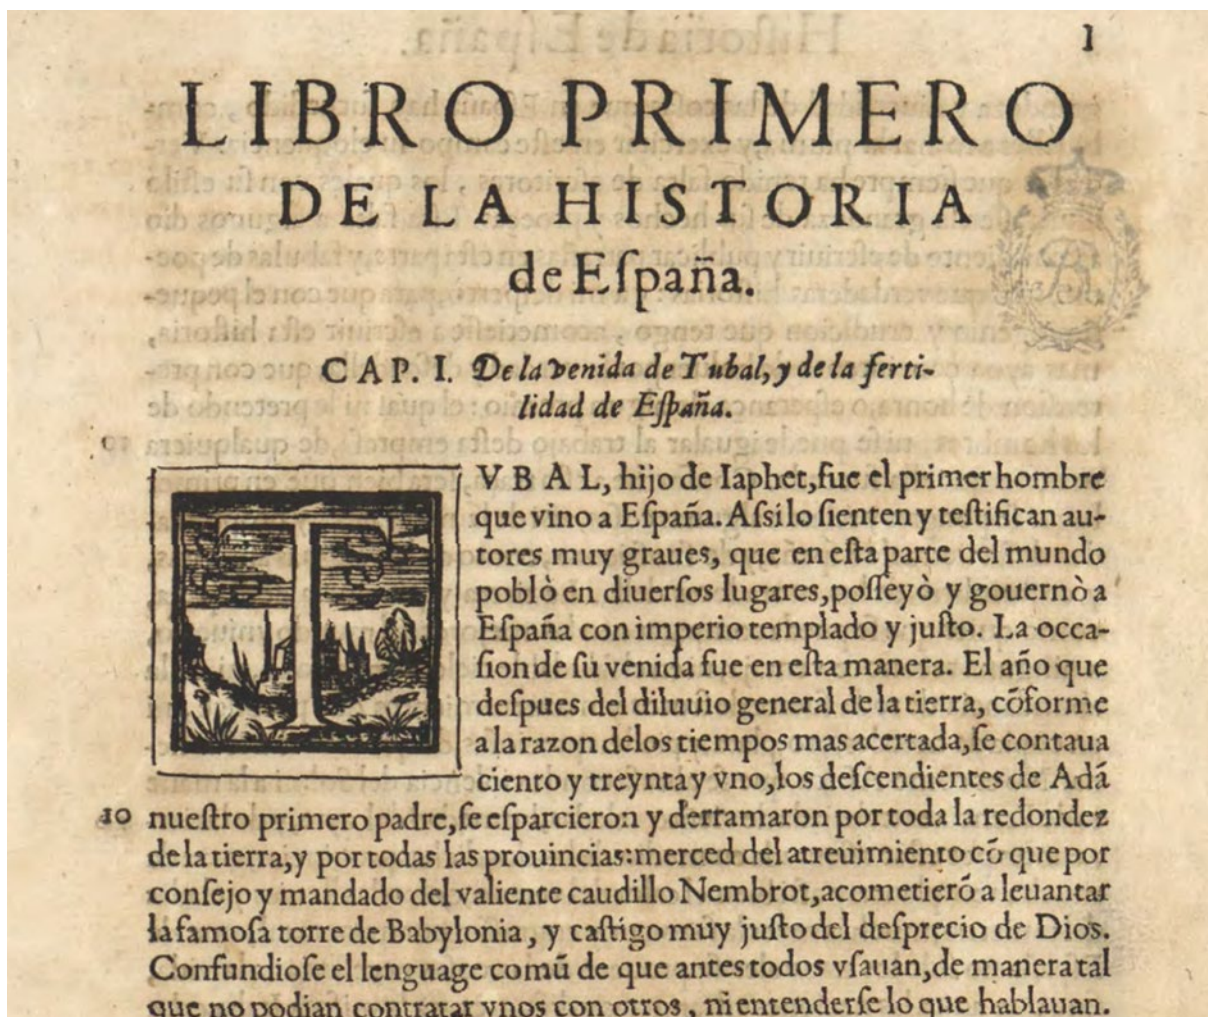 1
LIBRO PRIMERO
DE LA HISTORIA
de Eſpaña.
CAP. I. De la venida de Tubal, y de la ferti-
lidad de Eſpaña.
TVBAL, hijo de Iaphet, fue el primer hombre
que vino a Eſpaña. Aſsi lo ſienten y teſtifican au-
tores muy graues, que en eſta parte del mundo
poblò en diuerſos lugares, poſſeyò y gouernò a
Eſpaña con imperio templado y juſto. La occa-
ſion de ſu venida fue en eſta manera. El año que
deſpues del diluuio general de la tierra, cõforme
a la razon delos tiempos mas acertada, ſe contaua
ciento y treynta y vno, los deſcendientes de Adã
10 nueſtro primero padre, ſe eſparcieron y derramaron por toda la redondez
de la tierra, y por todas las prouincias: merced del atreuimiento cõ que por
conſejo y mandado del valiente caudillo Nembrot, acometierõ a leuantar
la famoſa torre de Babylonia, y caſtigo muy juſto del deſprecio de Dios.
Confundioſe el lenguage comũ de que antes todos vſauan, de manera tal
que no podian contratar vnos con otros, ni entenderſe lo que hablauan.